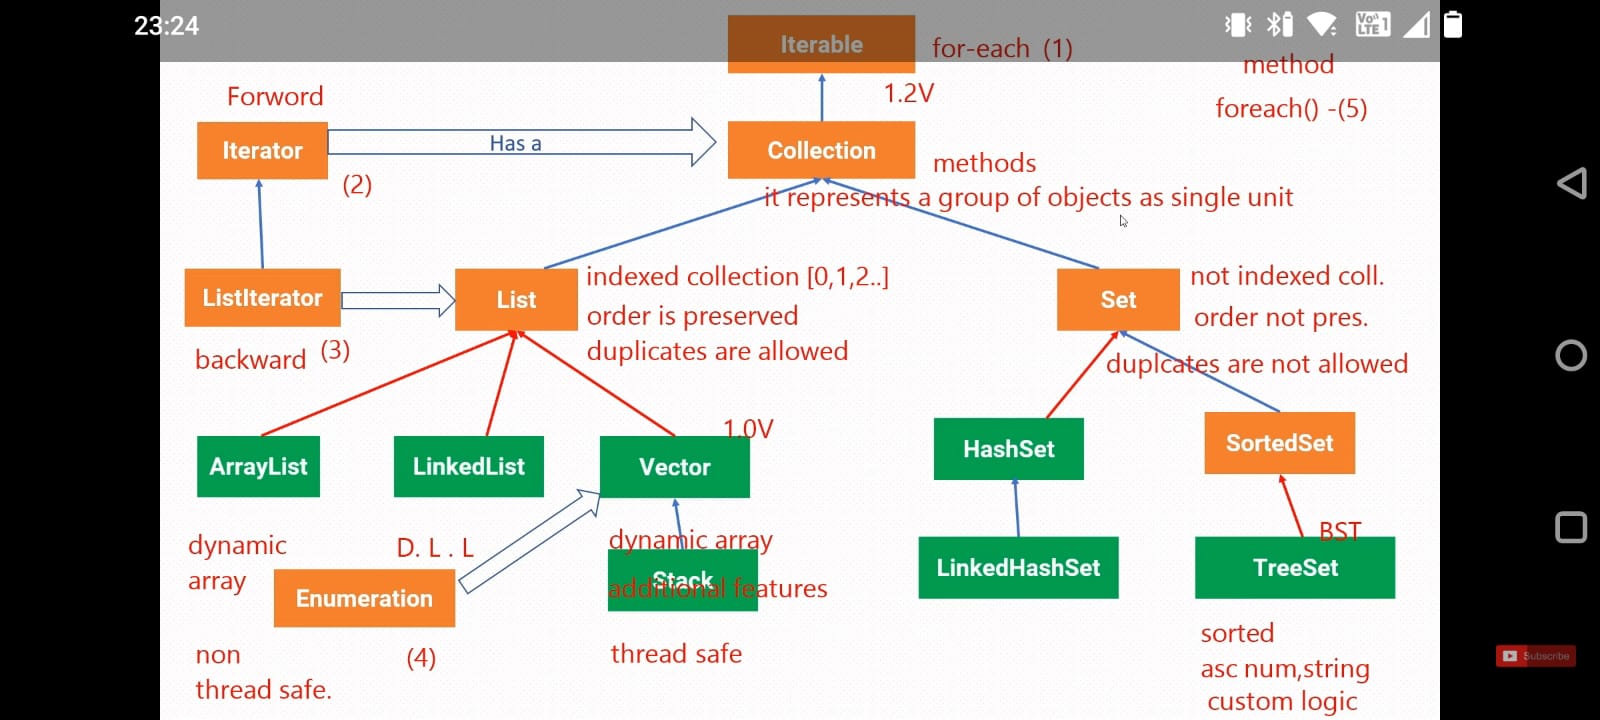 23:24
Vo)) LTE 1
Iterable
for-each (1)
method
foreach() -(5)
1.2V
Forword
Iterator
Has a
Collection
(2)
methods
it represents a group of objects as single unit
ListIterator
List
indexed collection [0,1,2..]
order is preserved
duplicates are allowed
Set
not indexed coll.
order not pres.
duplcates are not allowed
backward (3)
1.0V
ArrayList
LinkedList
Vector
HashSet
SortedSet
dynamic
array
D. L . L
dynamic array
Stack
additional features
BST
LinkedHashSet
TreeSet
Enumeration
(4)
non
thread safe.
thread safe
sorted
asc num,string
custom logic
Subscribe